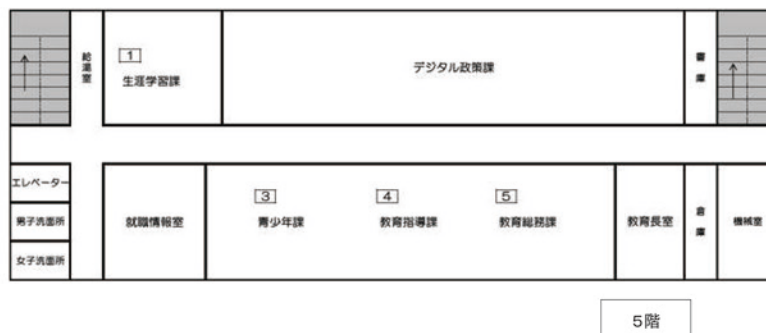 給湯室
1
生涯学習課
デジタル政策課
書庫
エレベーター
男子洗面所
女子洗面所
就職情報室
3
青少年課
4
教育指導課
5
教育総務課
教育長室
倉庫
機械室
5階